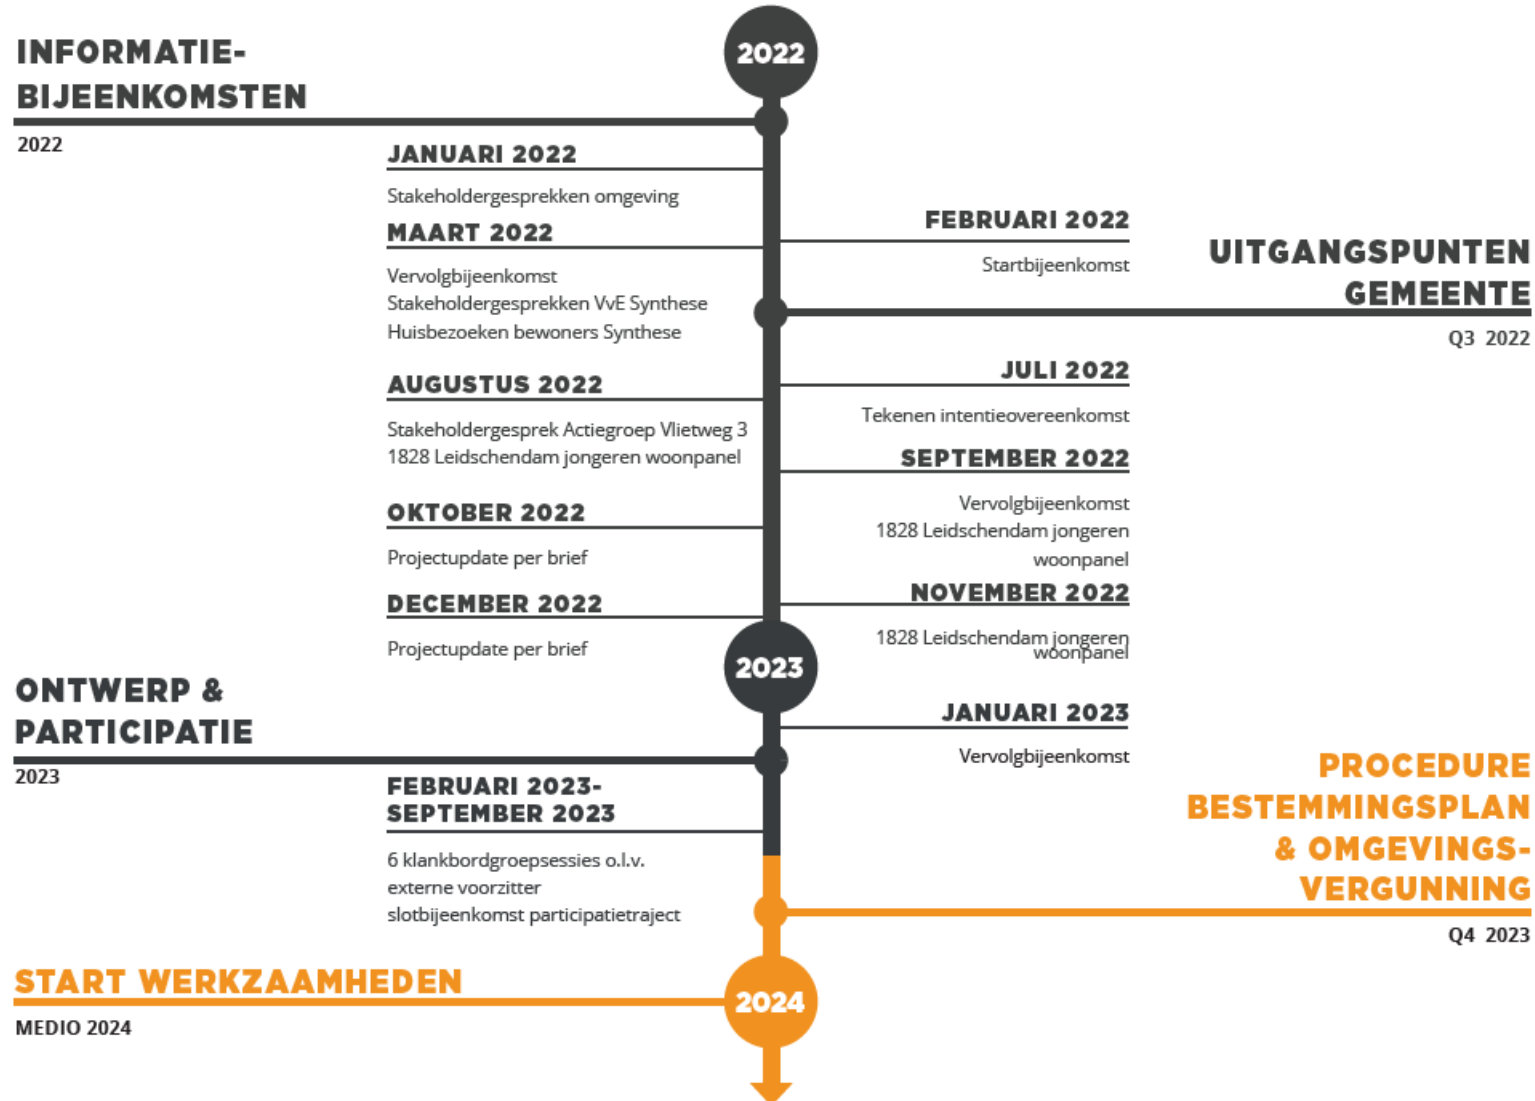 2022
INFORMATIE-
BIJEENKOMSTEN
2022
JANUARI 2022
Stakeholdergesprekken omgeving
FEBRUARI 2022
Startbijeenkomst
MAART 2022
Vervolgbijeenkomst
Stakeholdergesprekken VvE Synthese
Huisbezoeken bewoners Synthese
UITGANGSPUNTEN
GEMEENTE
Q3 2022
JULI 2022
Tekenen intentieovereenkomst
AUGUSTUS 2022
Stakeholdergesprek Actiegroep Vlietweg 3
1828 Leidschendam jongeren woonpanel
SEPTEMBER 2022
Vervolgbijeenkomst
1828 Leidschendam jongeren
woonpanel
OKTOBER 2022
Projectupdate per brief
NOVEMBER 2022
1828 Leidschendam jongeren
woonpanel
DECEMBER 2022
Projectupdate per brief
2023
ONTWERP &
PARTICIPATIE
2023
JANUARI 2023
Vervolgbijeenkomst
FEBRUARI 2023-
SEPTEMBER 2023
6 klankbordgroepsessies o.l.v.
externe voorzitter
slotbijeenkomst participatietraject
PROCEDURE
BESTEMMINGSPLAN
& OMGEVINGS-
VERGUNNING
Q4 2023
START WERKZAAMHEDEN
MEDIO 2024
2024